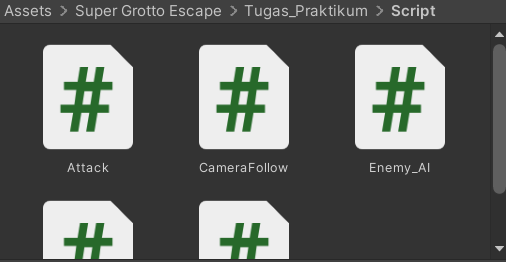 Assets > Super Grotto Escape > Tugas_Praktikum > Script
Attack
CameraFollow
Enemy_AI